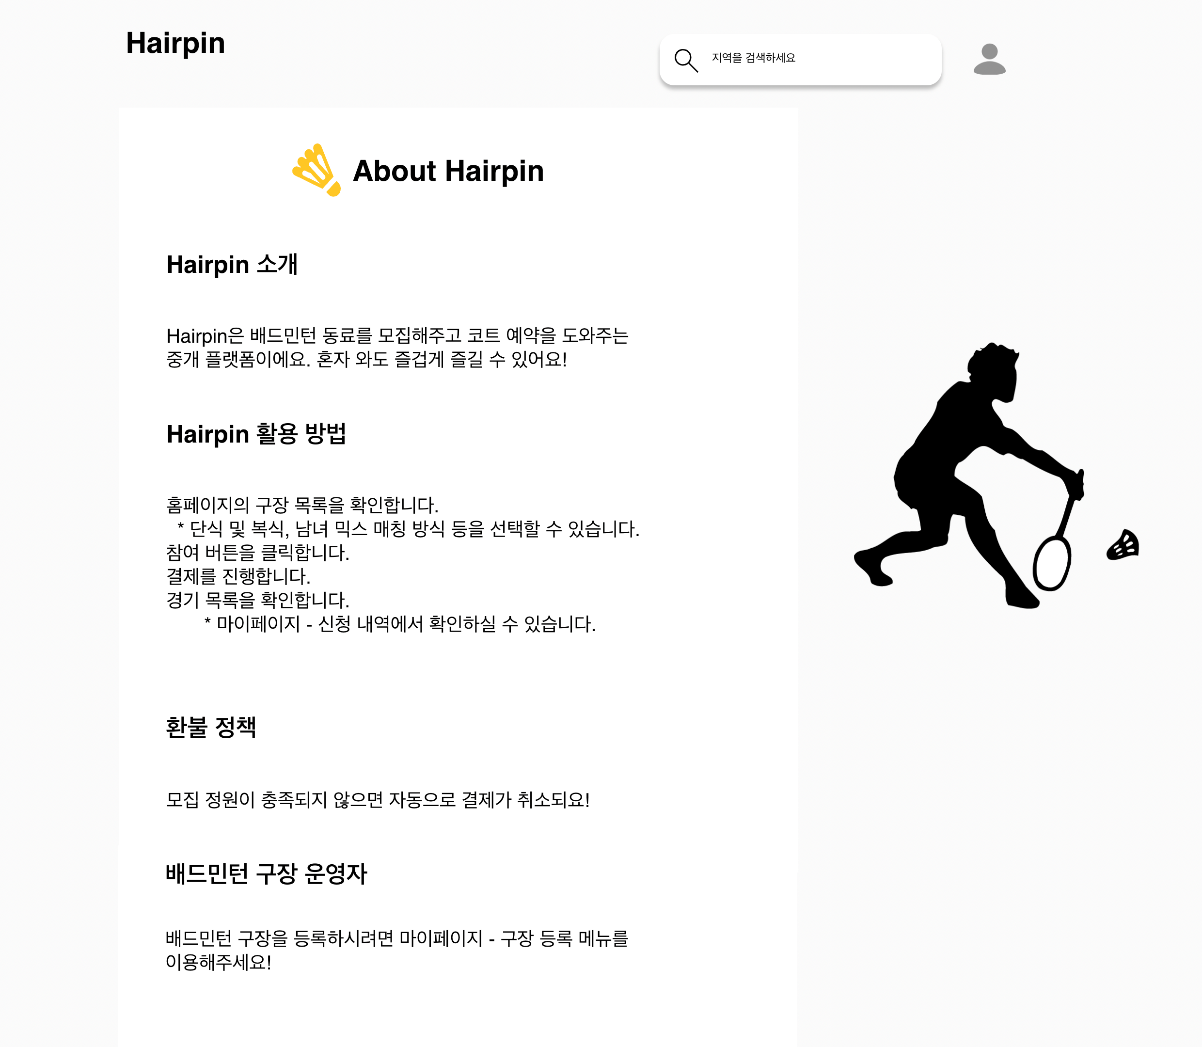 Hairpin
지역을 검색하세요
About Hairpin
Hairpin 소개
Hairpin은 배드민턴 동료를 모집해주고 코트 예약을 도와주는
중개 플랫폼이에요. 혼자 와도 즐겁게 즐길 수 있어요!
Hairpin 활용 방법
홈페이지의 구장 목록을 확인합니다.
* 단식 및 복식, 남녀 믹스 매칭 방식 등을 선택할 수 있습니다.
참여 버튼을 클릭합니다.
결제를 진행합니다.
경기 목록을 확인합니다.
* 마이페이지 - 신청 내역에서 확인하실 수 있습니다.
환불 정책
모집 정원이 충족되지 않으면 자동으로 결제가 취소되요!
배드민턴 구장 운영자
배드민턴 구장을 등록하시려면 마이페이지 - 구장 등록 메뉴를
이용해주세요!